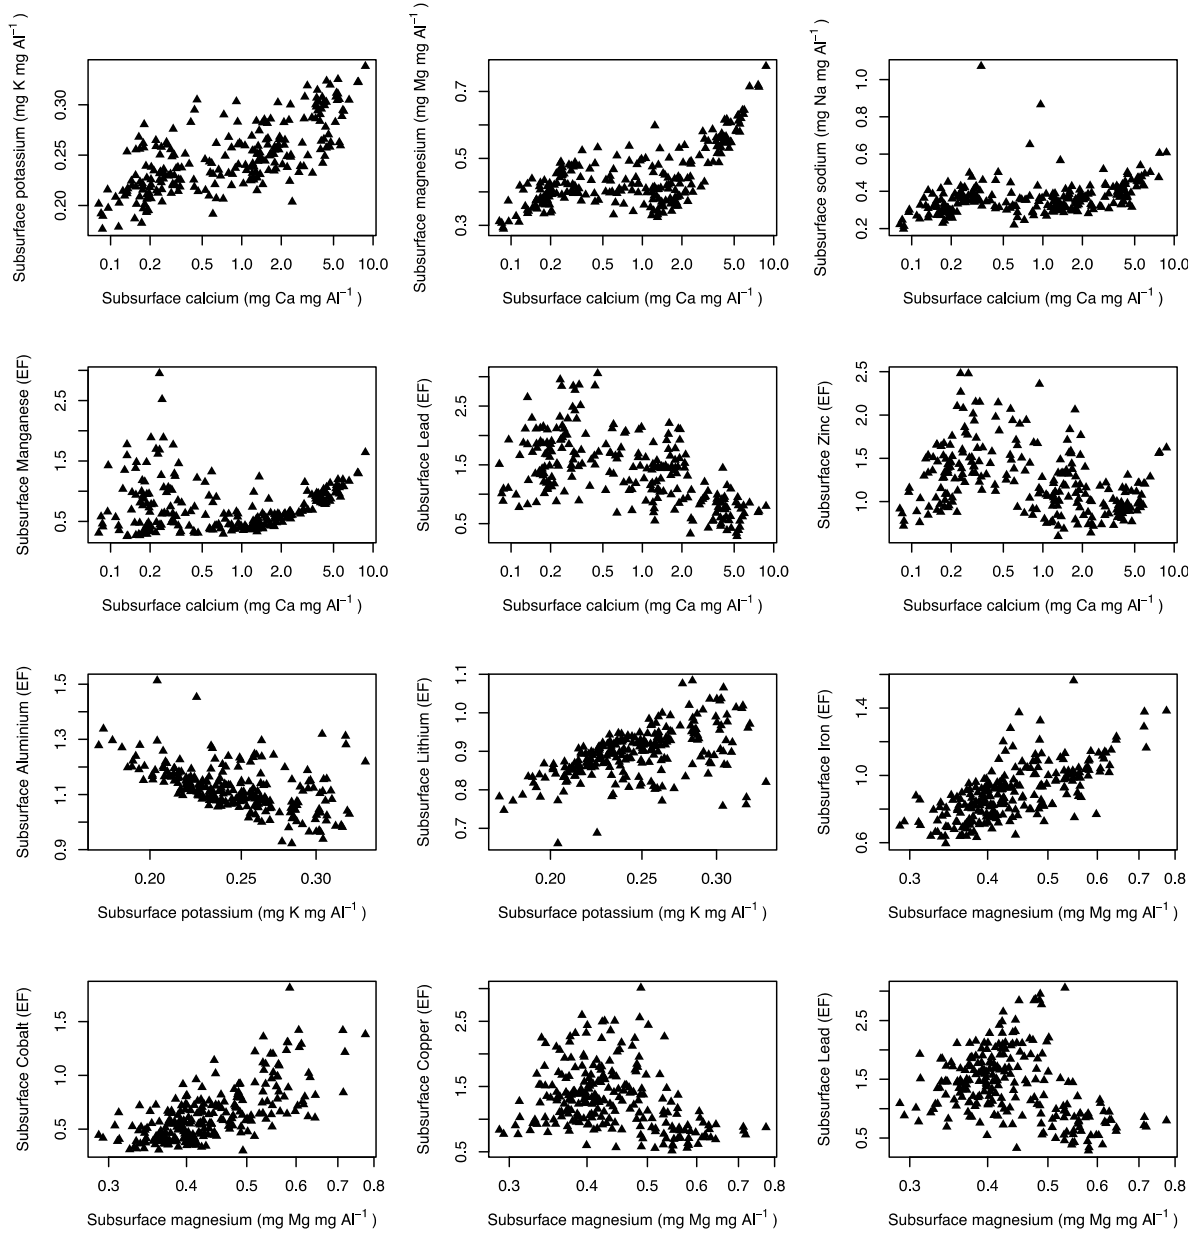 Subsurface potassium (mg K mg Al⁻¹)
0.20 0.25 0.30
0.1 0.2 0.5 1.0 2.0 5.0 10.0
Subsurface calcium (mg Ca mg Al⁻¹ )
Subsurface magnesium (mg Mg mg Al⁻¹)
0.3 0.5 0.7
0.1 0.2 0.5 1.0 2.0 5.0 10.0
Subsurface calcium (mg Ca mg Al⁻¹ )
Subsurface sodium (mg Na mg Al⁻¹)
0.2 0.4 0.6 0.8 1.0
0.1 0.2 0.5 1.0 2.0 5.0 10.0
Subsurface calcium (mg Ca mg Al⁻¹ )
Subsurface Manganese (EF)
0.5 1.5 2.5
0.1 0.2 0.5 1.0 2.0 5.0 10.0
Subsurface calcium (mg Ca mg Al⁻¹ )
Subsurface Lead (EF)
0.5 1.5 2.5
0.1 0.2 0.5 1.0 2.0 5.0 10.0
Subsurface calcium (mg Ca mg Al⁻¹ )
Subsurface Zinc (EF)
1.0 1.5 2.0 2.5
0.1 0.2 0.5 1.0 2.0 5.0 10.0
Subsurface calcium (mg Ca mg Al⁻¹ )
Subsurface Aluminium (EF)
0.9 1.1 1.3 1.5
0.20 0.25 0.30
Subsurface potassium (mg K mg Al⁻¹ )
Subsurface Lithium (EF)
0.7 0.8 0.9 1.0 1.1
0.20 0.25 0.30
Subsurface potassium (mg K mg Al⁻¹ )
Subsurface Iron (EF)
0.6 1.0 1.4
0.3 0.4 0.5 0.6 0.7 0.8
Subsurface magnesium (mg Mg mg Al⁻¹ )
Subsurface Cobalt (EF)
0.5 1.0 1.5
0.3 0.4 0.5 0.6 0.7 0.8
Subsurface magnesium (mg Mg mg Al⁻¹ )
Subsurface Copper (EF)
0.5 1.5 2.5
0.3 0.4 0.5 0.6 0.7 0.8
Subsurface magnesium (mg Mg mg Al⁻¹ )
Subsurface Lead (EF)
0.5 1.5 2.5
0.3 0.4 0.5 0.6 0.7 0.8
Subsurface magnesium (mg Mg mg Al⁻¹ )